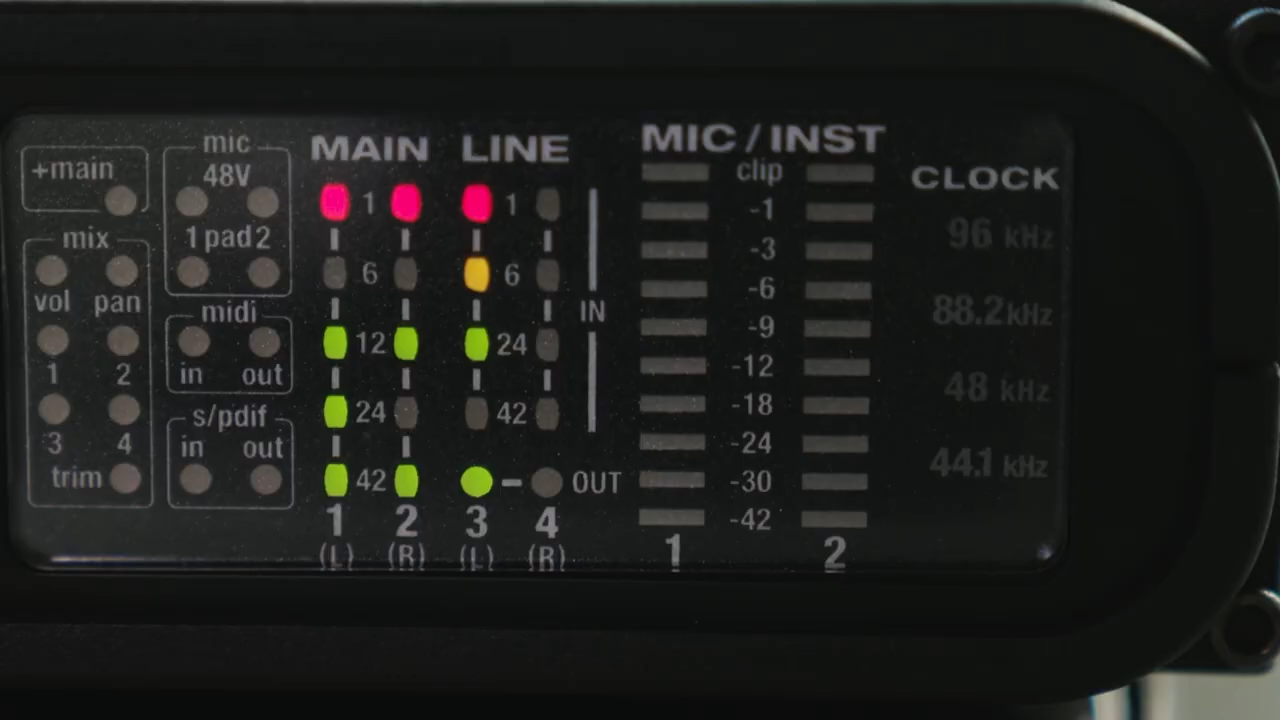 +main
mix
vol pan
1 2
3 4
trim
mic
48V
1 pad 2
midi
in out
s/pdif
in out
MAIN LINE
1 1
6 6
12 24
24 42
42
IN
OUT
1 2 3 4
(L) (R) (L) (R)
MIC / INST
clip
-1
-3
-6
-9
-12
-18
-24
-30
-42
1 2
CLOCK
96 kHz
88.2 kHz
48 kHz
44.1 kHz